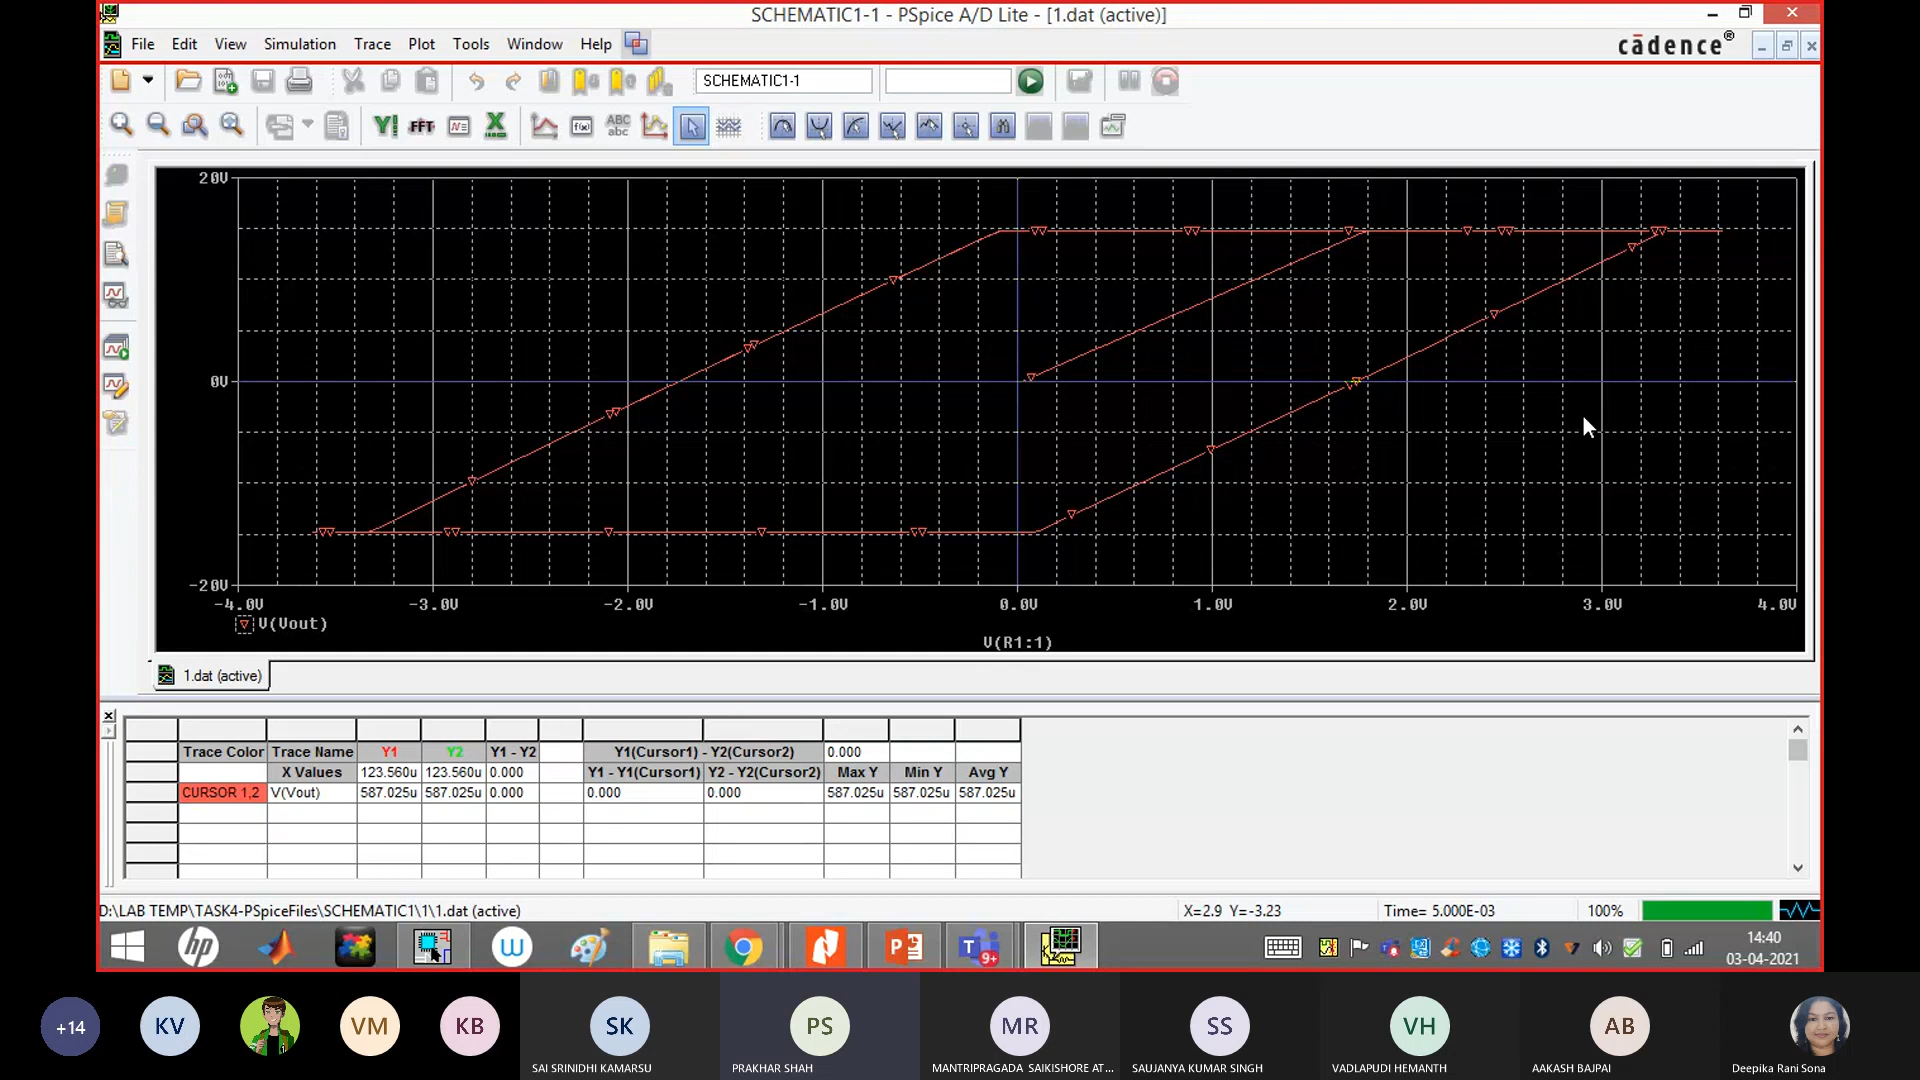 SCHEMATIC1-1 - PSpice A/D Lite - [1.dat (active)]
File Edit View Simulation Trace Plot Tools Window Help
cādence®
SCHEMATIC1-1
FFT
ABC
abc
20V
0V
-20V
-4.0V -3.0V -2.0V -1.0V 0.0V 1.0V 2.0V 3.0V 4.0V
V(Vout)
V(R1:1)
1.dat (active)
Trace Color Trace Name Y1 Y2 Y1 - Y2 Y1(Cursor1) - Y2(Cursor2) 0.000
X Values 123.560u 123.560u 0.000 Y1 - Y1(Cursor1) Y2 - Y2(Cursor2) Max Y Min Y Avg Y
CURSOR 1,2 V(Vout) 587.025u 587.025u 0.000 0.000 0.000 587.025u 587.025u 587.025u
D:\LAB TEMP\TASK4-PSpiceFiles\SCHEMATIC1\1\1.dat (active) X=2.9 Y=-3.23 Time= 5.000E-03 100%
14:40
03-04-2021
9+
+14 KV VM KB SK PS MR SS VH AB
SAI SRINIDHI KAMARSU PRAKHAR SHAH MANTRIPRAGADA SAIKISHORE AT... SAUJANYA KUMAR SINGH VADLAPUDI HEMANTH AAKASH BAJPAI Deepika Rani Sona